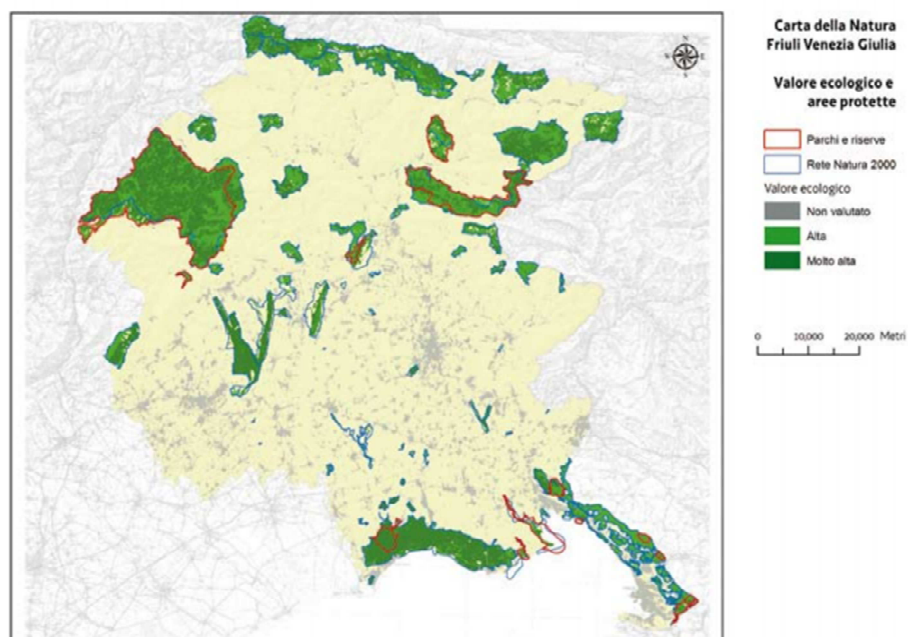 Carta della Natura
Friuli Venezia Giulia
Valore ecologico e
aree protette
Parchi e riserve
Rete Natura 2000
Valore ecologico
Non valutato
Alta
Molto alta
0 10,000 20,000 Metri
N
S